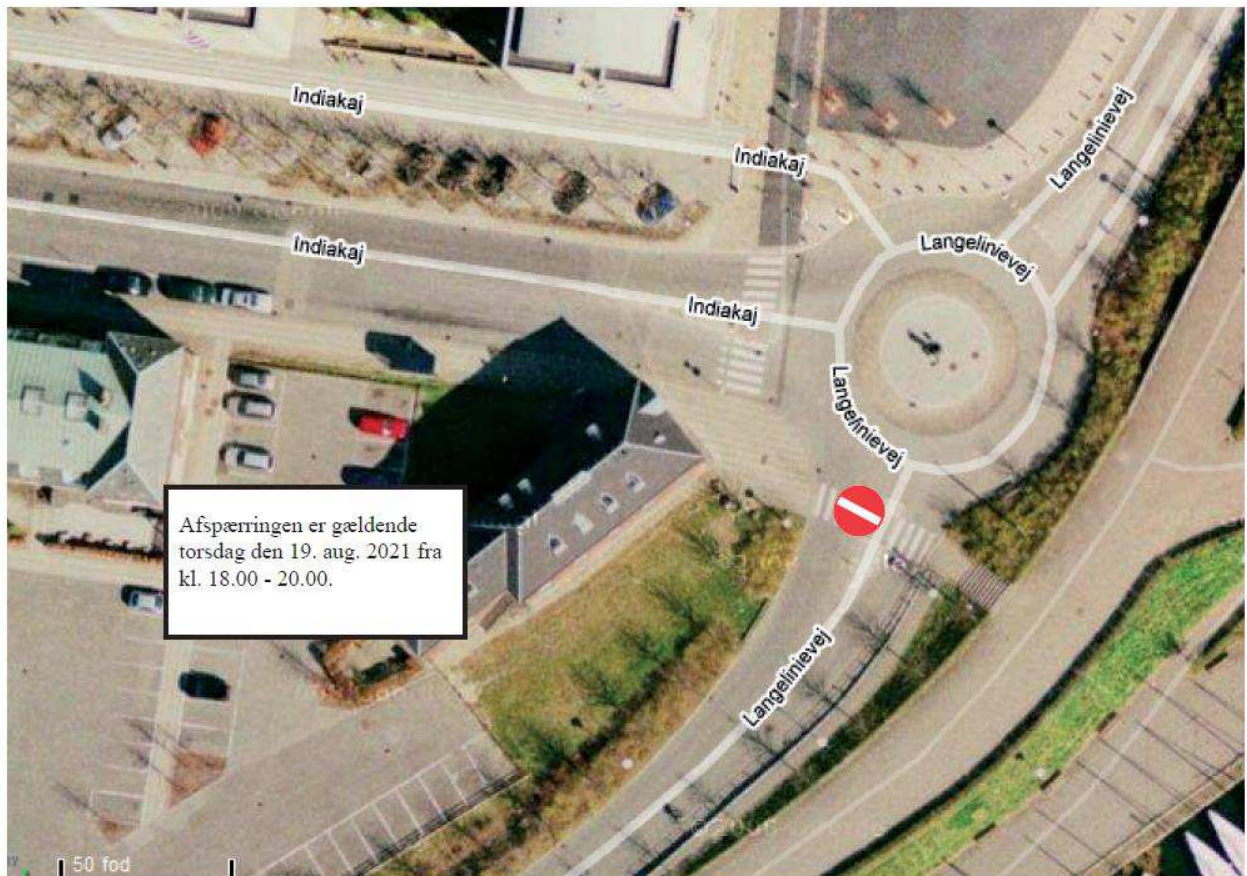 Indiakaj
Indiakaj
Langelinievej
Langelinievej
Indiakaj
Indiakaj
Langelinievej
Langelinievej
Afspærringen er gældende
torsdag den 19. aug. 2021 fra
kl. 18.00 - 20.00.
50 fod